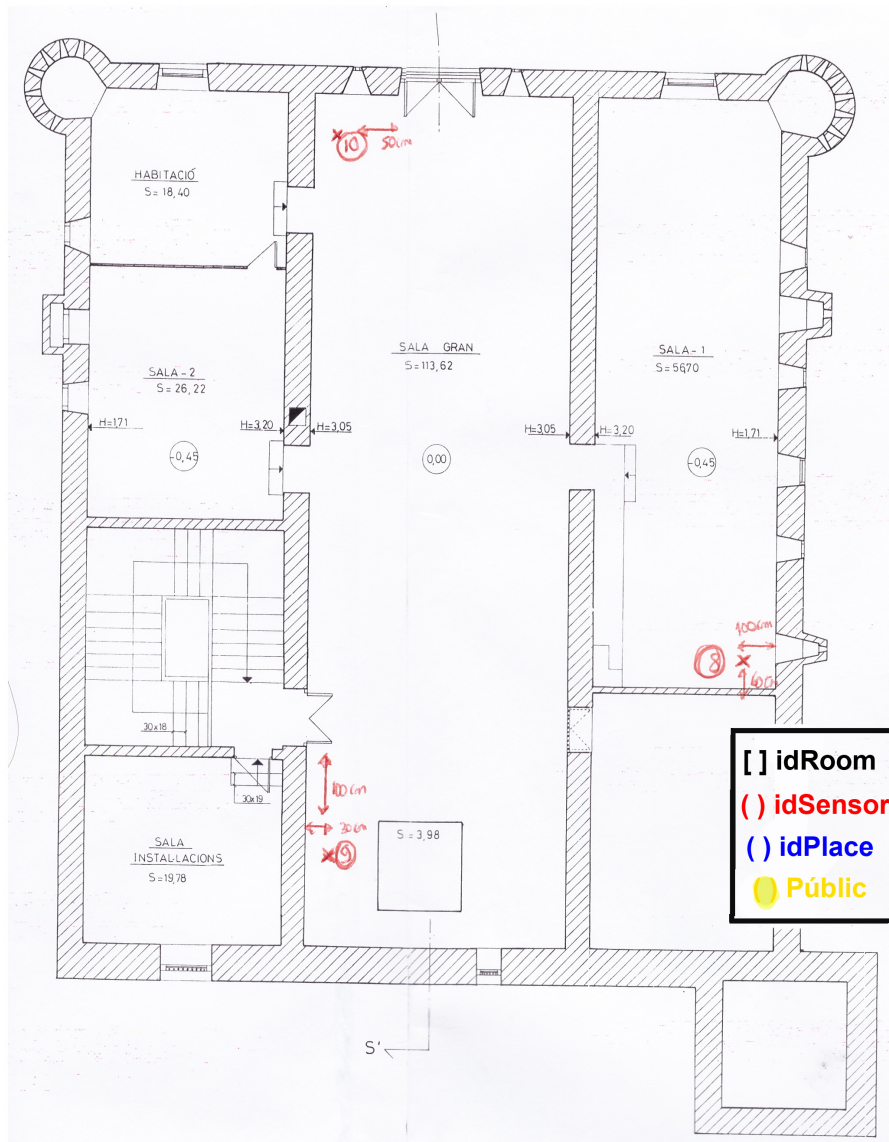 10
50cm
HABITACIÓ
S= 18,40
SALA GRAN
S= 113,62
SALA- 1
S= 56,70
SALA - 2
S= 26,22
H=1,71
H=3,20
H=3,05
H=3,05
H=3,20
H=1,71
-0,45
0,00
-0,45
100cm
8
60cm
30x18
30x19
100cm
30cm
9
S= 3,98
SALA
INSTAL·LACIONS
S=19,78
[ ] idRoom
( ) idSensor
( ) idPlace
() Públic
S'